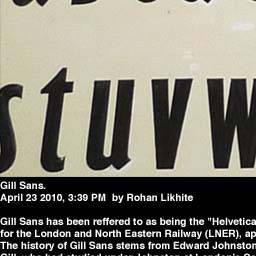 stuvw
Gill Sans.
April 23 2010, 3:39 PM by Rohan Likhite
Gill Sans has been reffered to as being the "Helvetica
for the London and North Eastern Railway (LNER), ap
The history of Gill Sans stems from Edward Johnston